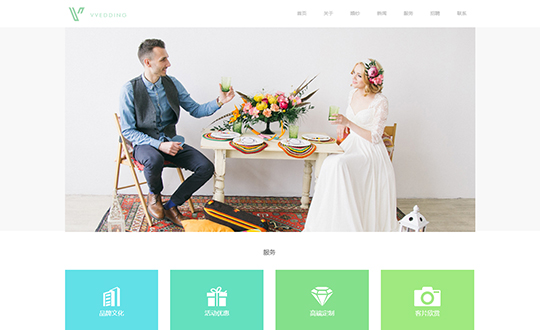 VVEDDING
首页 关于 婚纱 新闻 服务 招聘 联系
服务
品牌文化 活动优惠 高端定制 客片欣赏